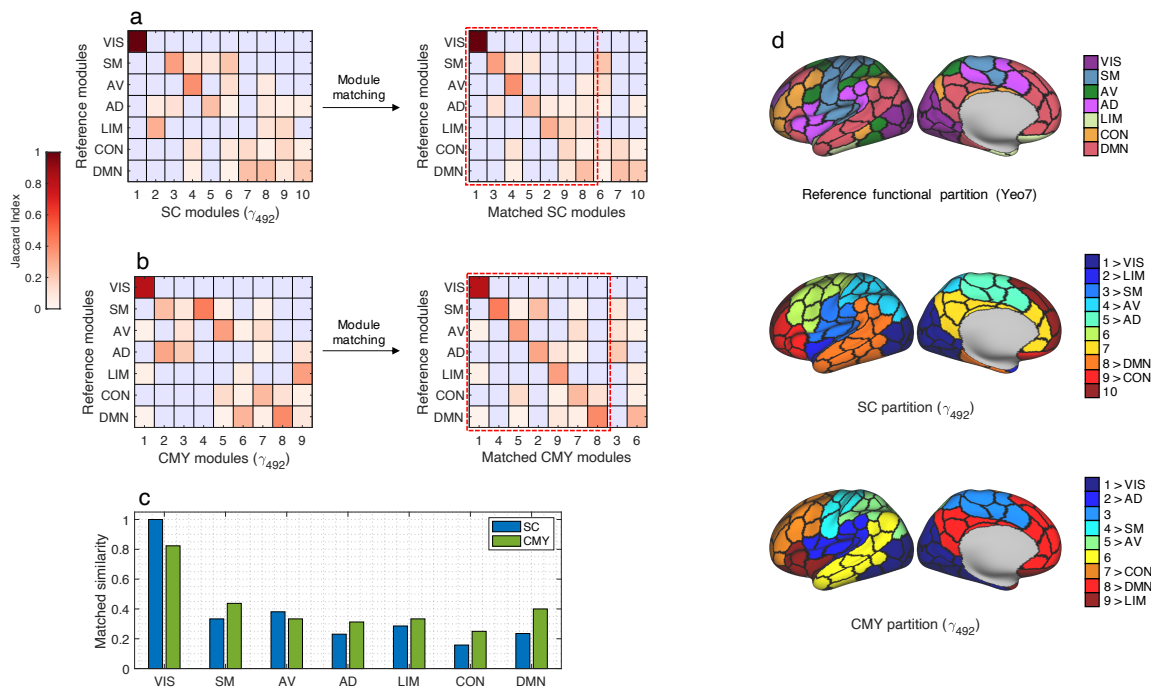 a
Reference modules
VIS
SM
AV
AD
LIM
CON
DMN
1 2 3 4 5 6 7 8 9 10
SC modules (γ492)
Module
matching
Reference modules
VIS
SM
AV
AD
LIM
CON
DMN
1 3 4 5 2 9 8 6 7 10
Matched SC modules
Jaccard Index
1
0.8
0.6
0.4
0.2
0
b
Reference modules
VIS
SM
AV
AD
LIM
CON
DMN
1 2 3 4 5 6 7 8 9
CMY modules (γ492)
Module
matching
Reference modules
VIS
SM
AV
AD
LIM
CON
DMN
1 4 5 2 9 7 8 3 6
Matched CMY modules
c
Matched similarity
1
0.8
0.6
0.4
0.2
0
SC
CMY
VIS SM AV AD LIM CON DMN
d
VIS
SM
AV
AD
LIM
CON
DMN
Reference functional partition (Yeo7)
1 > VIS
2 > LIM
3 > SM
4 > AV
5 > AD
6
7
8 > DMN
9 > CON
10
SC partition (γ492)
1 > VIS
2 > AD
3
4 > SM
5 > AV
6
7 > CON
8 > DMN
9 > LIM
CMY partition (γ492)